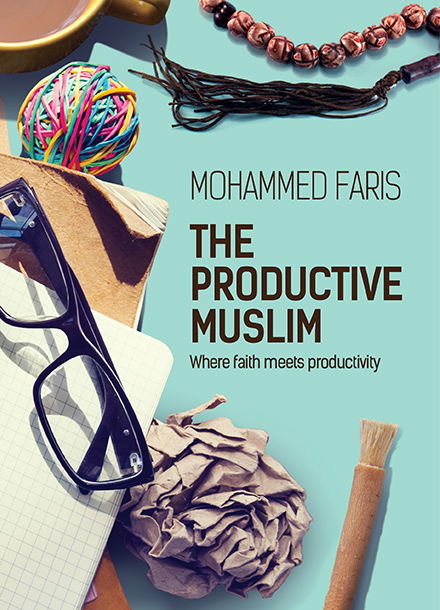 MOHAMMED FARIS
THE
PRODUCTIVE
MUSLIM
Where faith meets productivity